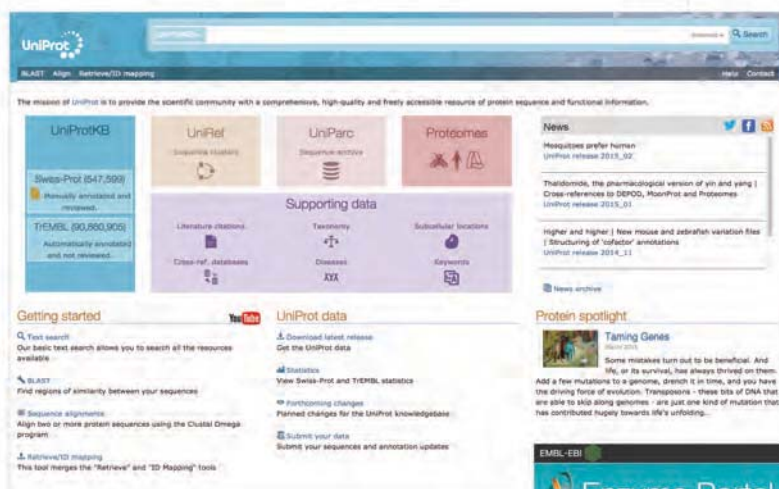 UniProt
Advanced
Search
BLAST Align Retrieve/ID mapping
Help Contact
The mission of UniProt is to provide the scientific community with a comprehensive, high-quality and freely accessible resource of protein sequence and functional information.
UniProtKB
Swiss-Prot (547,599)
Manually annotated and
reviewed.
TrEMBL (90,860,905)
Automatically annotated
and not reviewed.
UniRef
Sequence clusters
UniParc
Sequence archive
Proteomes
Supporting data
Literature citations
Taxonomy
Subcellular locations
Cross-ref. databases
Diseases
Keywords
XYX
News
Mosquitoes prefer human
UniProt release 2015_02
Thalidomide, the pharmacological version of yin and yang |
Cross-references to DEPOD, MoonProt and Proteomes
UniProt release 2015_01
Higher and higher | New mouse and zebrafish variation files
| Structuring of 'cofactor' annotations
UniProt release 2014_11
News archive
Getting started
YouTube
Text search
Our basic text search allows you to search all the resources
available
BLAST
Find regions of similarity between your sequences
Sequence alignments
Align two or more protein sequences using the Clustal Omega
program
Retrieve/ID mapping
This tool merges the "Retrieve" and "ID Mapping" tools
UniProt data
Download latest release
Get the UniProt data
Statistics
View Swiss-Prot and TrEMBL statistics
Forthcoming changes
Planned changes for the UniProt knowledgebase
Submit your data
Submit your sequences and annotation updates
Protein spotlight
Taming Genes
March 2015
Some mistakes turn out to be beneficial. And
life, or its survival, has always thrived on them.
Add a few mutations to a genome, drench it in time, and you have
the driving force of evolution. Transposons - these bits of DNA that
are able to skip along genomes - are just one kind of mutation that
has contributed hugely towards life's unfolding...
EMBL-EBI
Enzyme Portal